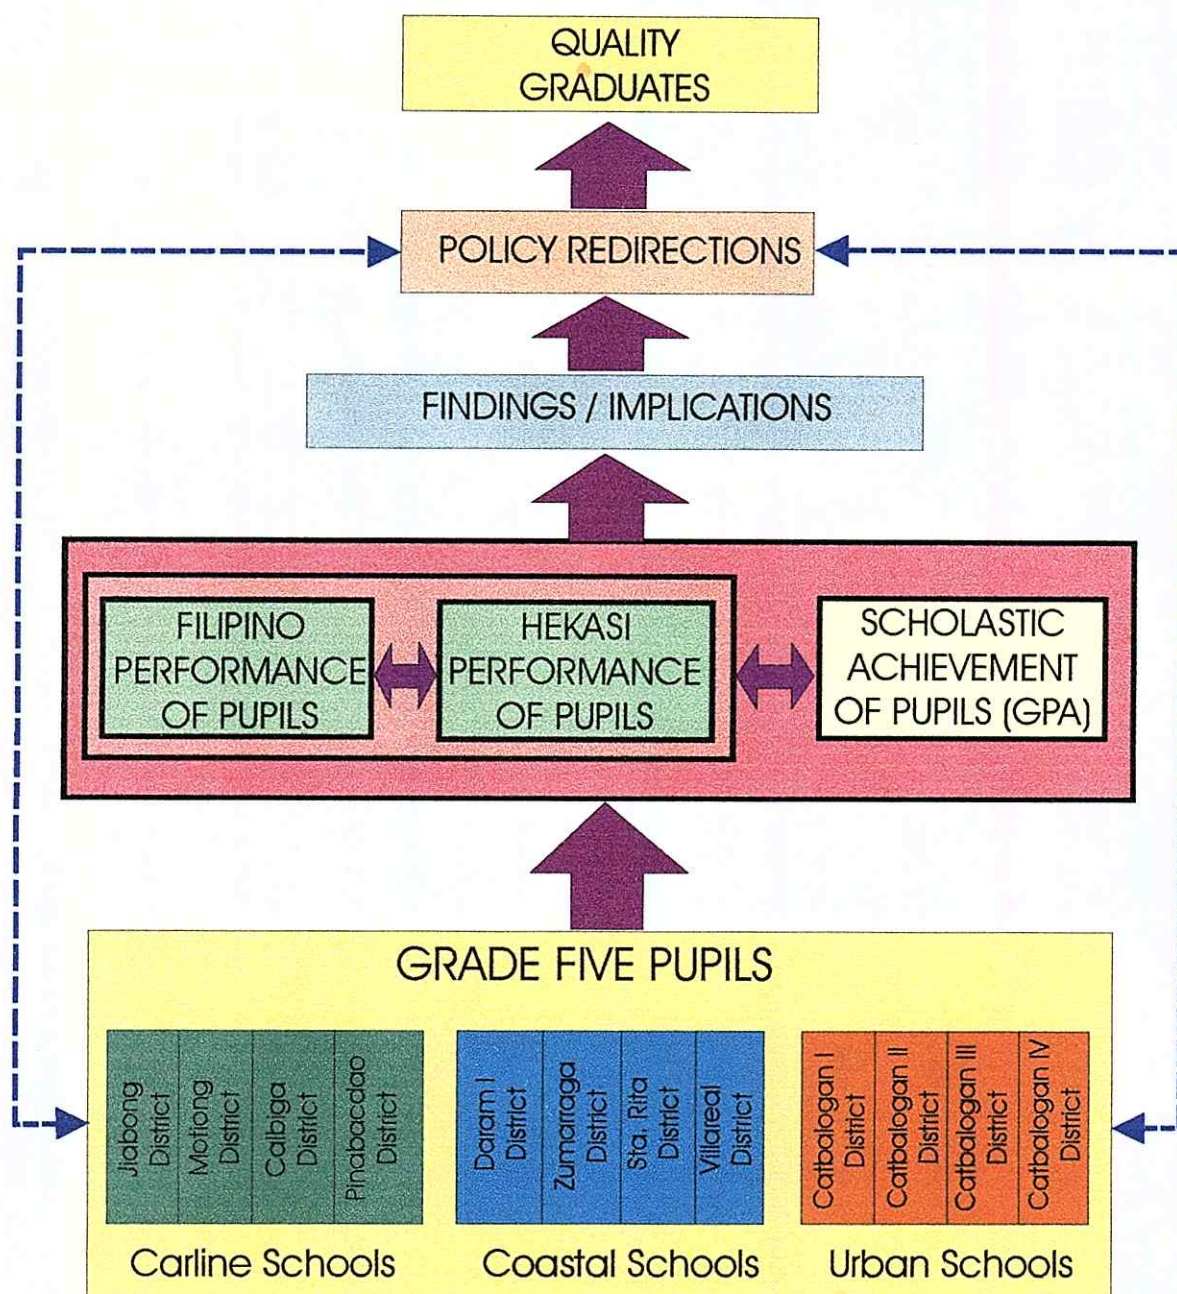 QUALITY
GRADUATES
POLICY REDIRECTIONS
FINDINGS / IMPLICATIONS
FILIPINO
PERFORMANCE
OF PUPILS
HEKASI
PERFORMANCE
OF PUPILS
SCHOLASTIC
ACHIEVEMENT
OF PUPILS (GPA)
GRADE FIVE PUPILS
Jiabong
District
Motiong
District
Calbiga
District
Pinabacdao
District
Daram I
District
Zumarraga
District
Sta. Rita
District
Villareal
District
Catbalogan I
District
Catbalogan II
District
Catbalogan III
District
Catbalogan IV
District
Carline Schools
Coastal Schools
Urban Schools